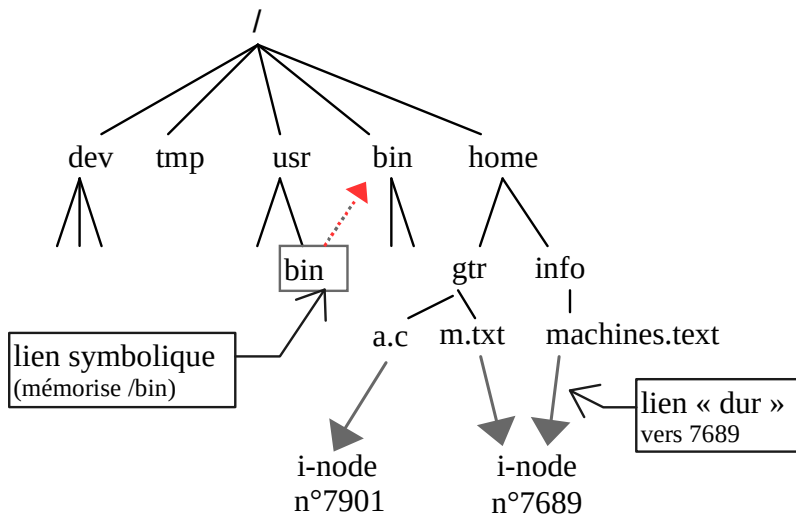 /
dev tmp usr bin home
bin gtr info
a.c m.txt machines.text
lien symbolique
(mémorise /bin)
lien « dur »
vers 7689
i-node
n°7901
i-node
n°7689